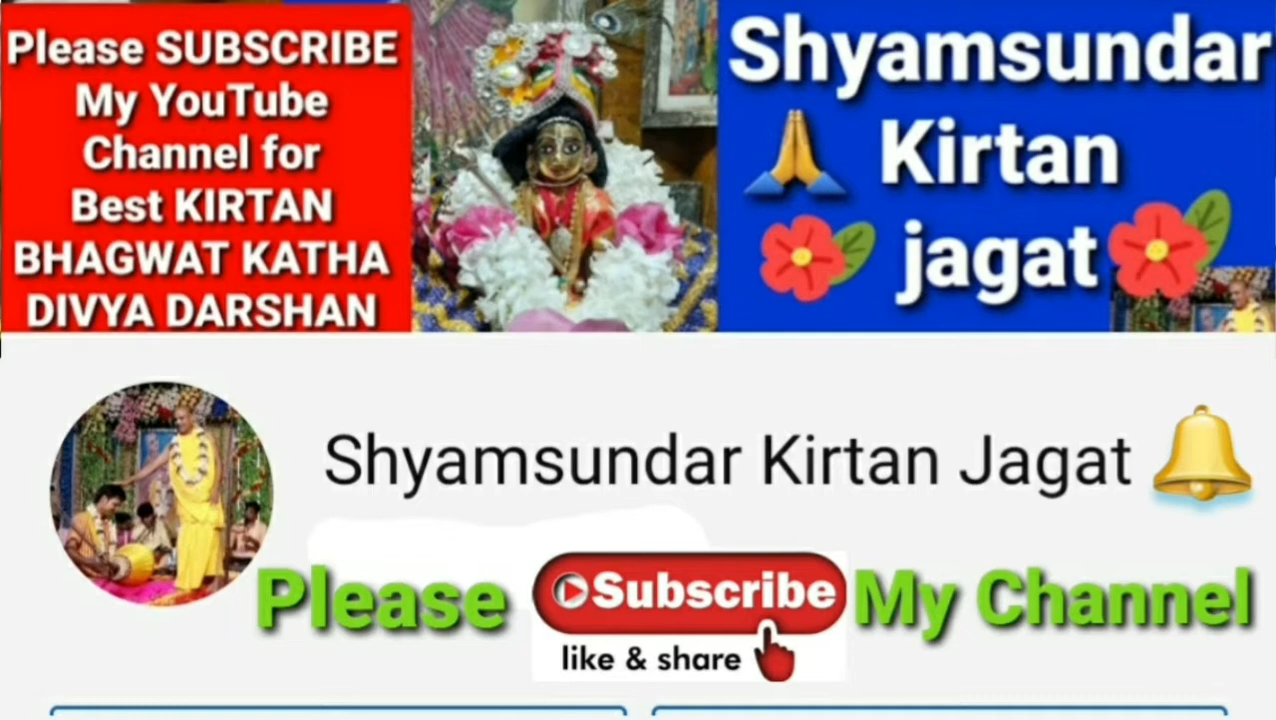 Please SUBSCRIBE
My YouTube
Channel for
Best KIRTAN
BHAGWAT KATHA
DIVYA DARSHAN
Shyamsundar
Kirtan
jagat
Shyamsundar Kirtan Jagat
Please Subscribe My Channel
like & share